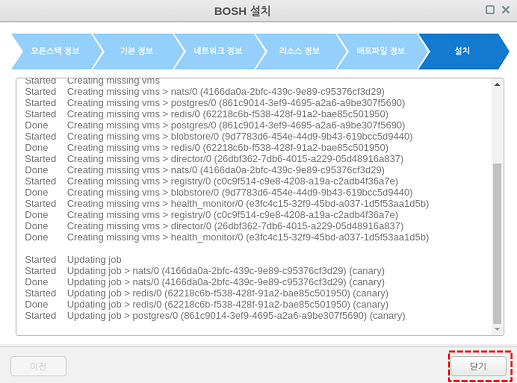 BOSH 설치
오픈스택 정보
기본 정보
네트워크 정보
리소스 정보
배포파일 정보
설치
Started Creating missing vms
Started Creating missing vms > nats/0 (4166da0a-2bfc-439c-9e89-c95376cf3d29)
Started Creating missing vms > postgres/0 (861c9014-3ef9-4695-a2a6-a9be307f5690)
Started Creating missing vms > redis/0 (62218c6b-f538-428f-91a2-bae85c501950)
Done Creating missing vms > postgres/0 (861c9014-3ef9-4695-a2a6-a9be307f5690)
Started Creating missing vms > blobstore/0 (9d7783d6-454e-44d9-9b43-619bcc5d9440)
Done Creating missing vms > redis/0 (62218c6b-f538-428f-91a2-bae85c501950)
Started Creating missing vms > director/0 (26dbf362-7db6-4015-a229-05d48916a837)
Done Creating missing vms > nats/0 (4166da0a-2bfc-439c-9e89-c95376cf3d29)
Started Creating missing vms > registry/0 (c0c9f514-c9e8-4208-a19a-c2adb4f36a7e)
Done Creating missing vms > blobstore/0 (9d7783d6-454e-44d9-9b43-619bcc5d9440)
Started Creating missing vms > health_monitor/0 (e3fc4c15-32f9-45bd-a037-1d5f53aa1d5b)
Done Creating missing vms > registry/0 (c0c9f514-c9e8-4208-a19a-c2adb4f36a7e)
Done Creating missing vms > director/0 (26dbf362-7db6-4015-a229-05d48916a837)
Done Creating missing vms > health_monitor/0 (e3fc4c15-32f9-45bd-a037-1d5f53aa1d5b)
Started Updating job
Started Updating job > nats/0 (4166da0a-2bfc-439c-9e89-c95376cf3d29) (canary)
Done Updating job > nats/0 (4166da0a-2bfc-439c-9e89-c95376cf3d29) (canary)
Started Updating job > redis/0 (62218c6b-f538-428f-91a2-bae85c501950) (canary)
Done Updating job > redis/0 (62218c6b-f538-428f-91a2-bae85c501950) (canary)
Started Updating job > postgres/0 (861c9014-3ef9-4695-a2a6-a9be307f5690) (canary)
이전
닫기